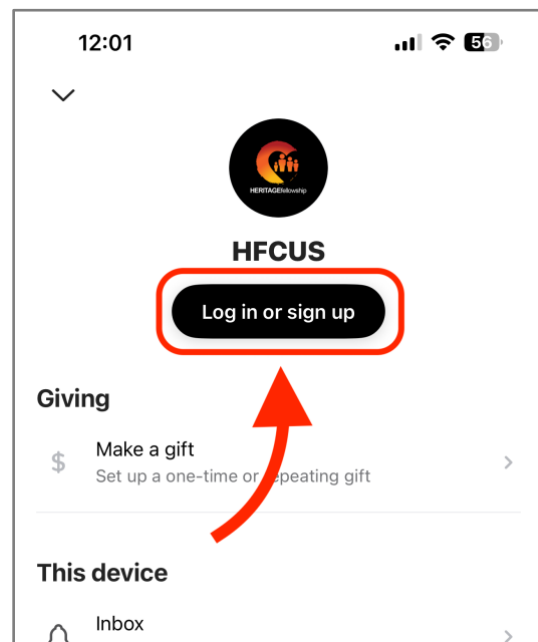 12:01
56
HERITAGEfellowship
HFCUS
Log in or sign up
Giving
$ Make a gift
Set up a one-time or repeating gift
This device
Inbox